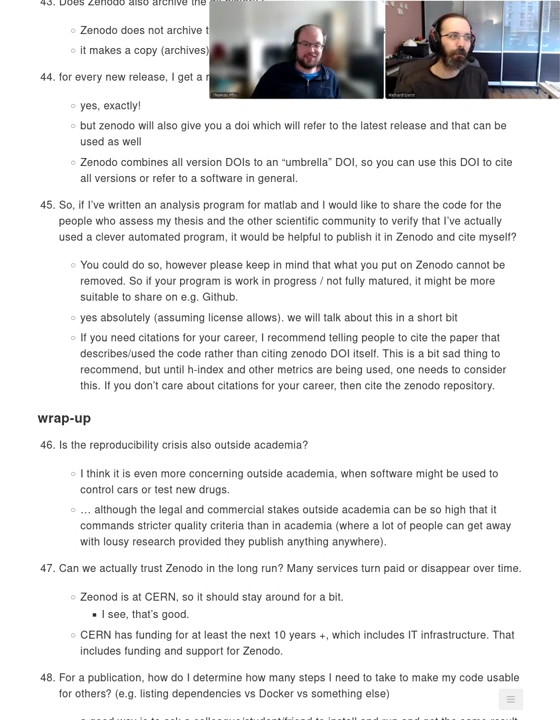 43. Does Zenodo also archive the
Zenodo does not archive t
it makes a copy (archives)
44. for every new release, I get a
yes, exactly!
but zenodo will also give you a doi which will refer to the latest release and that can be
used as well
Zenodo combines all version DOIs to an “umbrella” DOI, so you can use this DOI to cite
all versions or refer to a software in general.
45. So, if I’ve written an analysis program for matlab and I would like to share the code for the
people who assess my thesis and the other scientific community to verify that I’ve actually
used a clever automated program, it would be helpful to publish it in Zenodo and cite myself?
You could do so, however please keep in mind that what you put on Zenodo cannot be
removed. So if your program is work in progress / not fully matured, it might be more
suitable to share on e.g. Github.
yes absolutely (assuming license allows). we will talk about this in a short bit
If you need citations for your career, I recommend telling people to cite the paper that
describes/used the code rather than citing zenodo DOI itself. This is a bit sad thing to
recommend, but until h-index and other metrics are being used, one needs to consider
this. If you don’t care about citations for your career, then cite the zenodo repository.
wrap-up
46. Is the reproducibility crisis also outside academia?
I think it is even more concerning outside academia, when software might be used to
control cars or test new drugs.
… although the legal and commercial stakes outside academia can be so high that it
commands stricter quality criteria than in academia (where a lot of people can get away
with lousy research provided they publish anything anywhere).
47. Can we actually trust Zenodo in the long run? Many services turn paid or disappear over time.
Zeonod is at CERN, so it should stay around for a bit.
I see, that’s good.
CERN has funding for at least the next 10 years +, which includes IT infrastructure. That
includes funding and support for Zenodo.
48. For a publication, how do I determine how many steps I need to take to make my code usable
for others? (e.g. listing dependencies vs Docker vs something else)
a good way is to ask a colleague/student/friend to install and run and get the same result